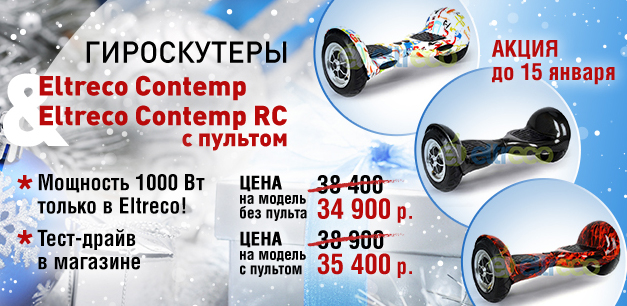 ГИРОСКУТЕРЫ
&
Eltreco Contemp
Eltreco Contemp RC
с пультом
АКЦИЯ
до 15 января
* Мощность 1000 Вт
только в Eltreco!
* Тест-драйв
в магазине
ЦЕНА
на модель
без пульта
38 400
34 900 р.
ЦЕНА
на модель
с пультом
38 900
35 400 р.